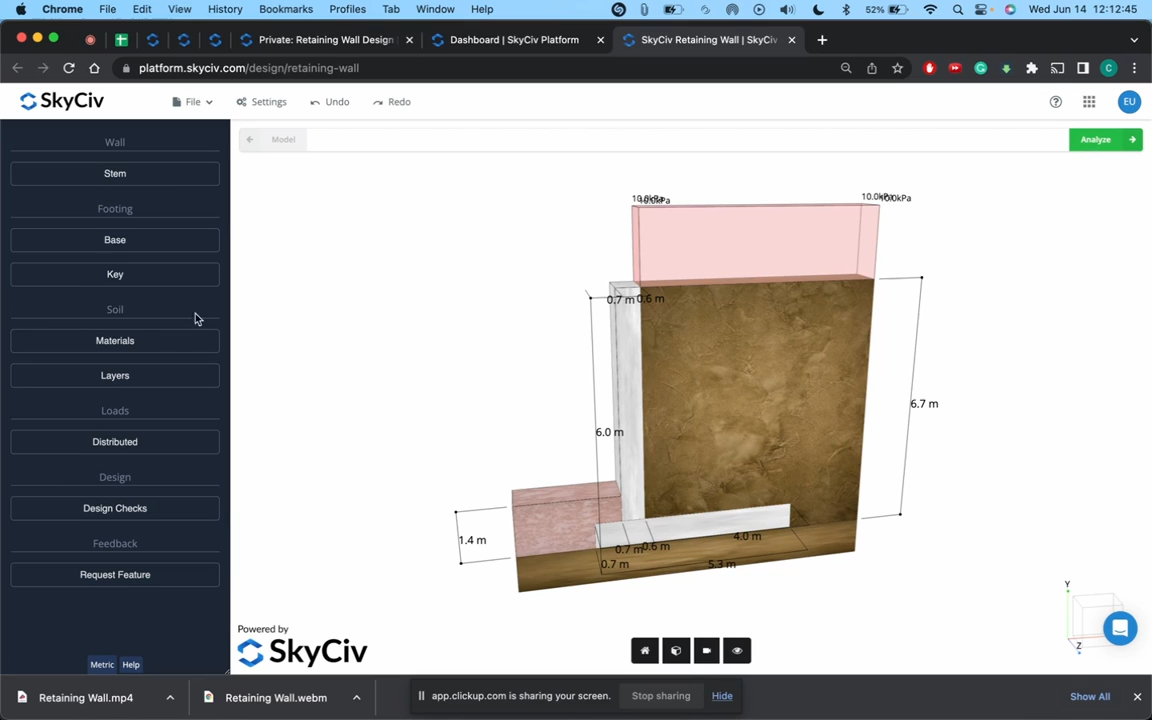 Chrome File Edit View History Bookmarks Profiles Tab Window Help 52% Wed Jun 14 12:12:45
Private: Retaining Wall Design Dashboard | SkyCiv Platform SkyCiv Retaining Wall | SkyCiv
platform.skyciv.com/design/retaining-wall
SkyCiv File Settings Undo Redo EU
Wall
Stem
Footing
Base
Key
Soil
Materials
Layers
Loads
Distributed
Design
Design Checks
Feedback
Request Feature
Metric Help
Model Analyze
10.0kPa 10.0kPa
0.7 m 0.6 m
6.7 m
6.0 m
1.4 m
0.7 m 0.6 m 4.0 m
0.7 m 5.3 m
Y
Z
Powered by
SkyCiv
Retaining Wall.mp4 Retaining Wall.webm app.clickup.com is sharing your screen. Stop sharing Hide Show All